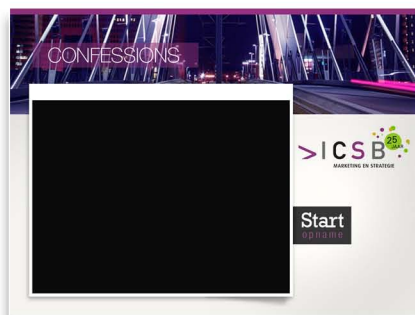 CONFESSIONS
>ICSB
25
JAAR
MARKETING EN STRATEGIE
Start
opname